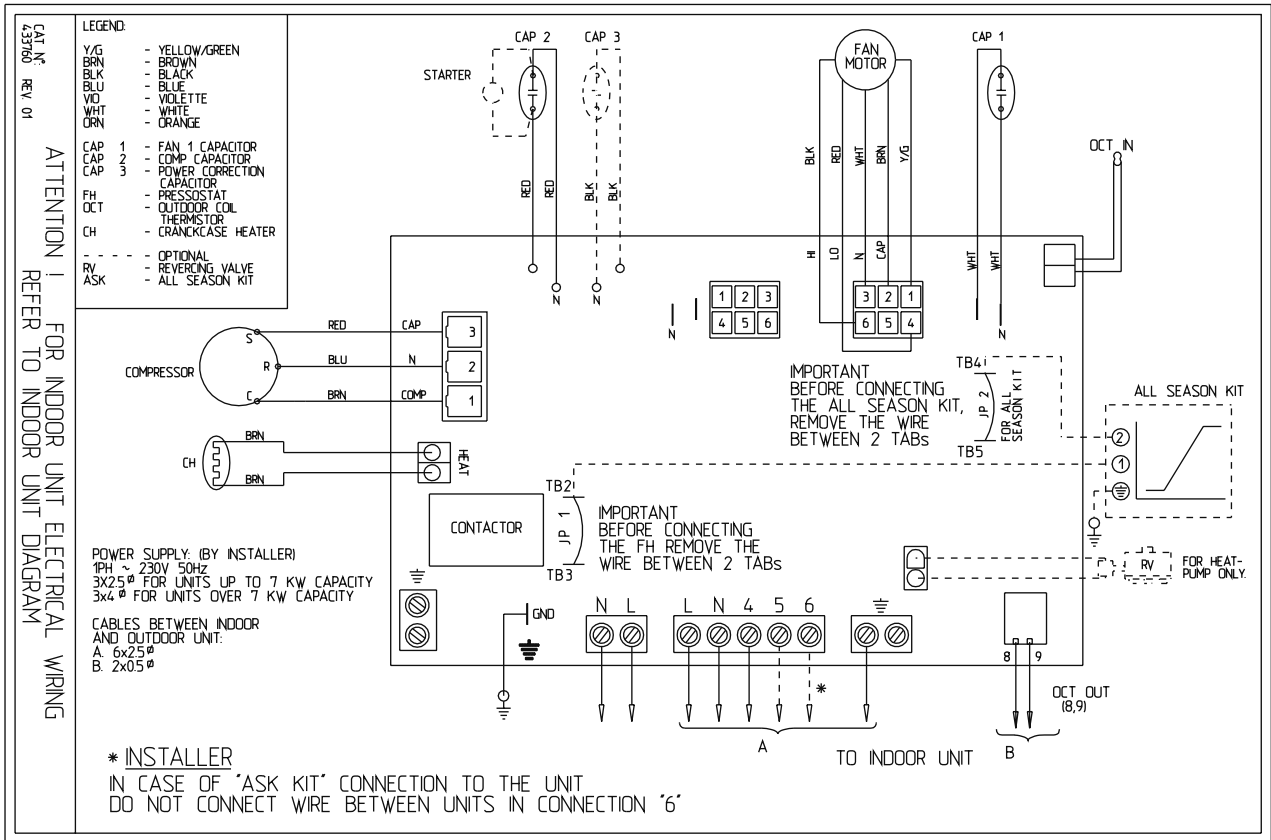 CAT N°
433760 REV. 01
ATTENTION ! FOR INDOOR UNIT ELECTRICAL WIRING
REFER TO INDOOR UNIT DIAGRAM
LEGEND:
Y/G - YELLOW/GREEN
BRN - BROWN
BLK - BLACK
BLU - BLUE
VIO - VIOLETTE
WHT - WHITE
ORN - ORANGE
CAP 1 - FAN 1 CAPACITOR
CAP 2 - COMP CAPACITOR
CAP 3 - POWER CORRECTION
CAPACITOR
FH - PRESSOSTAT
OCT - OUTDOOR COIL
THERMISTOR
CH - CRANCKCASE HEATER
- - - - - OPTIONAL
RV - REVERCING VALVE
ASK - ALL SEASON KIT
CAP 2
CAP 3
STARTER
RED
RED
BLK
BLK
N
N
FAN
MOTOR
BLK
RED
WHT
BRN
Y/G
HI
LO
N
CAP
CAP 1
WHT
WHT
N
OCT IN
1 2 3
4 5 6
N
3 2 1
6 5 4
COMPRESSOR
S
R
C
RED
CAP
3
BLU
N
2
BRN
COMP
1
CH
BRN
BRN
HEAT
CONTACTOR
TB2
JP 1
TB3
IMPORTANT
BEFORE CONNECTING
THE FH REMOVE THE
WIRE BETWEEN 2 TABs
IMPORTANT
BEFORE CONNECTING
THE ALL SEASON KIT,
REMOVE THE WIRE
BETWEEN 2 TABs
TB4
JP 2
FOR ALL
SEASON KIT
TB5
ALL SEASON KIT
2
1
RV
FOR HEAT-
PUMP ONLY.
POWER SUPPLY: (BY INSTALLER)
1PH ~ 230V 50Hz
3X2.5⌀ FOR UNITS UP TO 7 KW CAPACITY
3x4⌀ FOR UNITS OVER 7 KW CAPACITY
CABLES BETWEEN INDOOR
AND OUTDOOR UNIT:
A. 6x2.5⌀
B. 2x0.5⌀
GND
N L
L N 4 5 6
*
A
TO INDOOR UNIT
8 9
OCT OUT
(8,9)
B
* INSTALLER
IN CASE OF "ASK KIT" CONNECTION TO THE UNIT
DO NOT CONNECT WIRE BETWEEN UNITS IN CONNECTION "6"